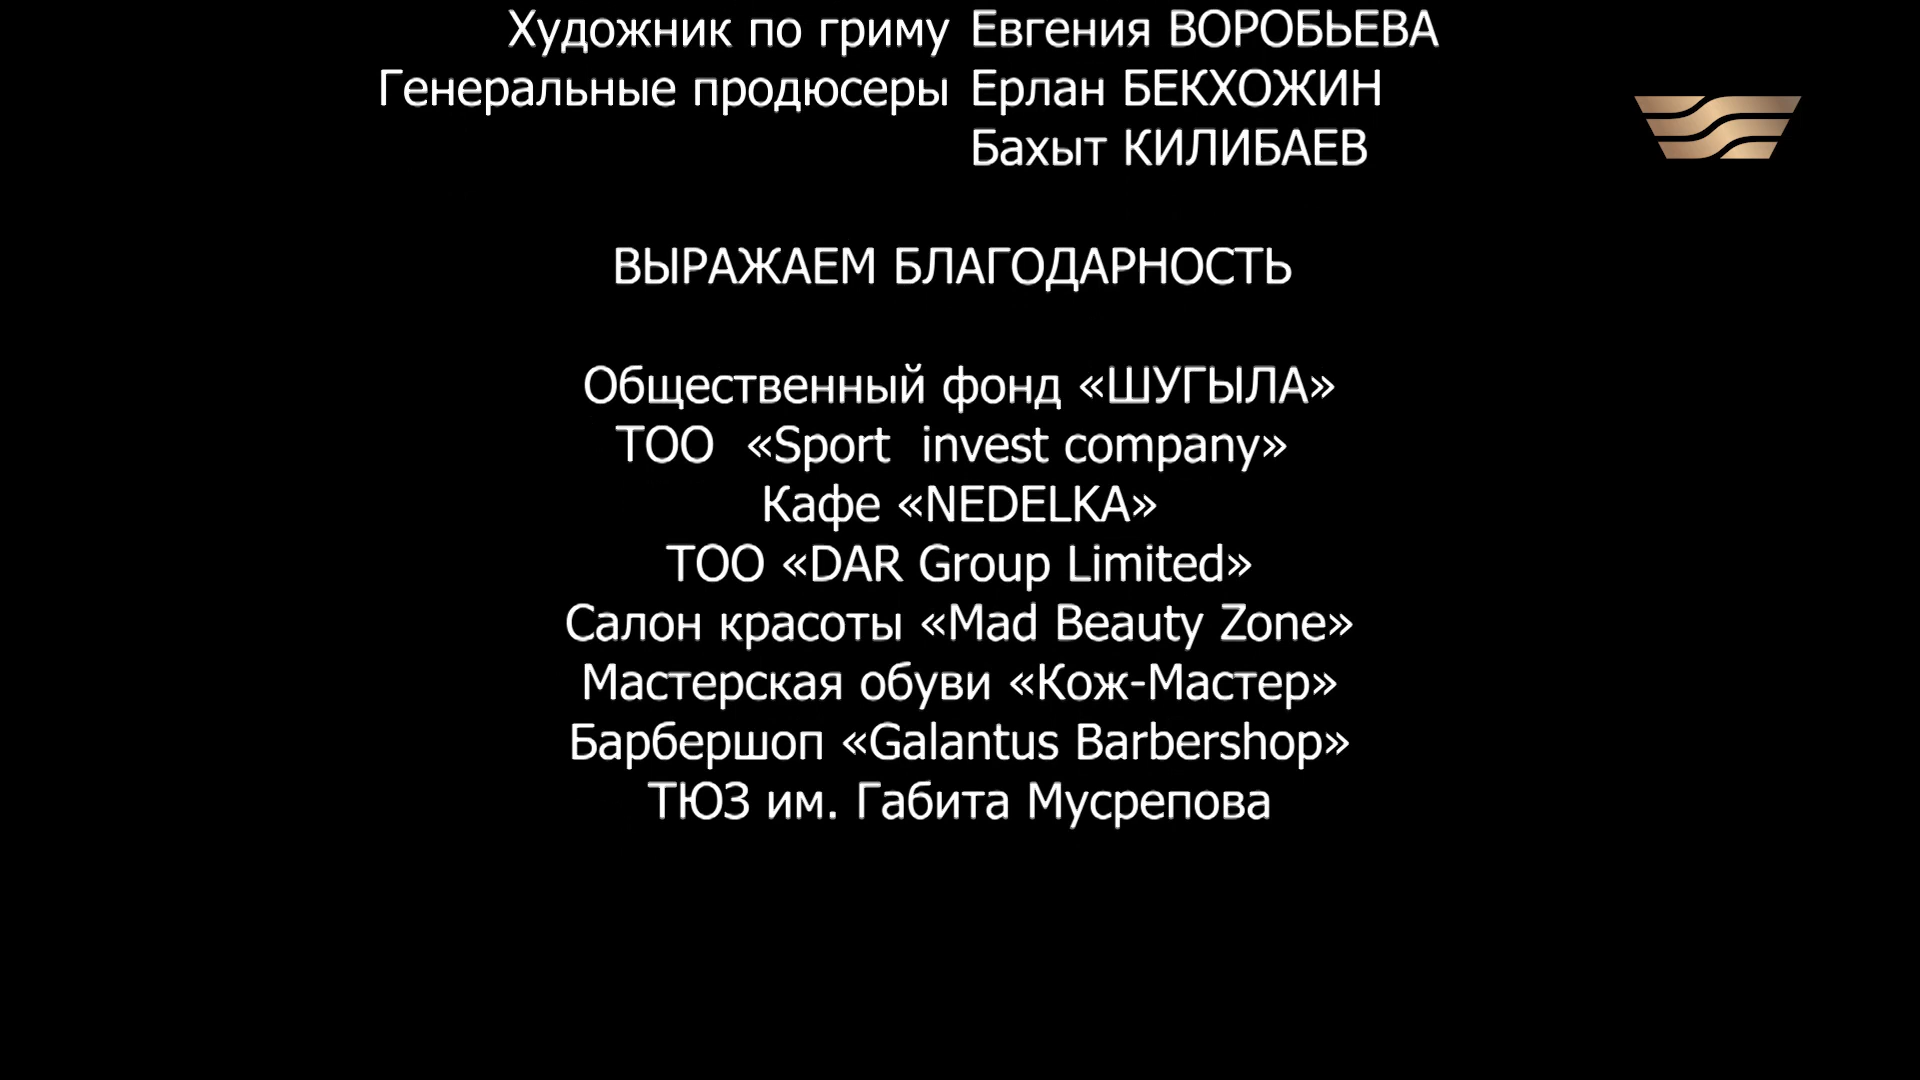 Художник по гриму Евгения ВОРОБЬЕВА
Генеральные продюсеры Ерлан БЕКХОЖИН
Бахыт КИЛИБАЕВ
ВЫРАЖАЕМ БЛАГОДАРНОСТЬ
Общественный фонд «ШУГЫЛА»
ТОО «Sport invest company»
Кафе «NEDELKA»
ТОО «DAR Group Limited»
Салон красоты «Mad Beauty Zone»
Мастерская обуви «Кож-Мастер»
Барбершоп «Galantus Barbershop»
ТЮЗ им. Габита Мусрепова